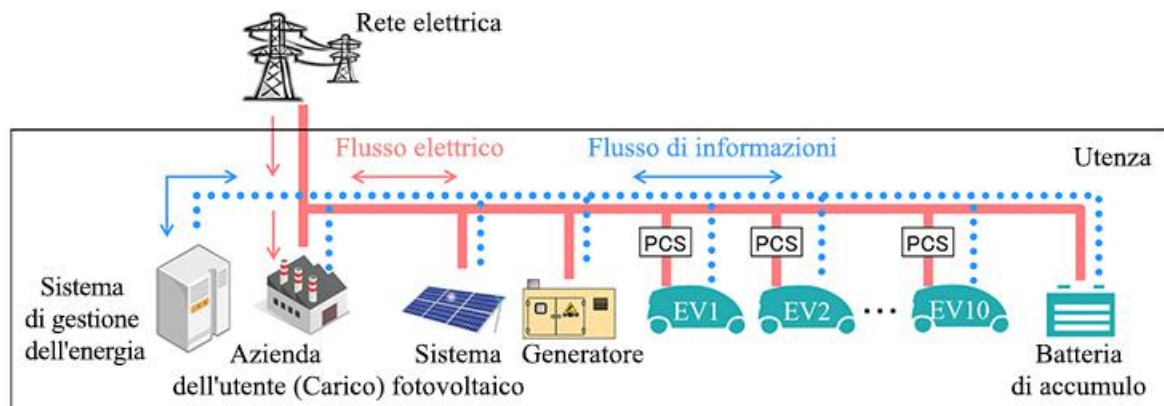 Rete elettrica
Flusso elettrico
Flusso di informazioni
Utenza
PCS
PCS
PCS
EV1
EV2
...
EV10
Sistema
di gestione
dell'energia
Azienda
dell'utente (Carico)
Sistema
fotovoltaico
Generatore
Batteria
di accumulo